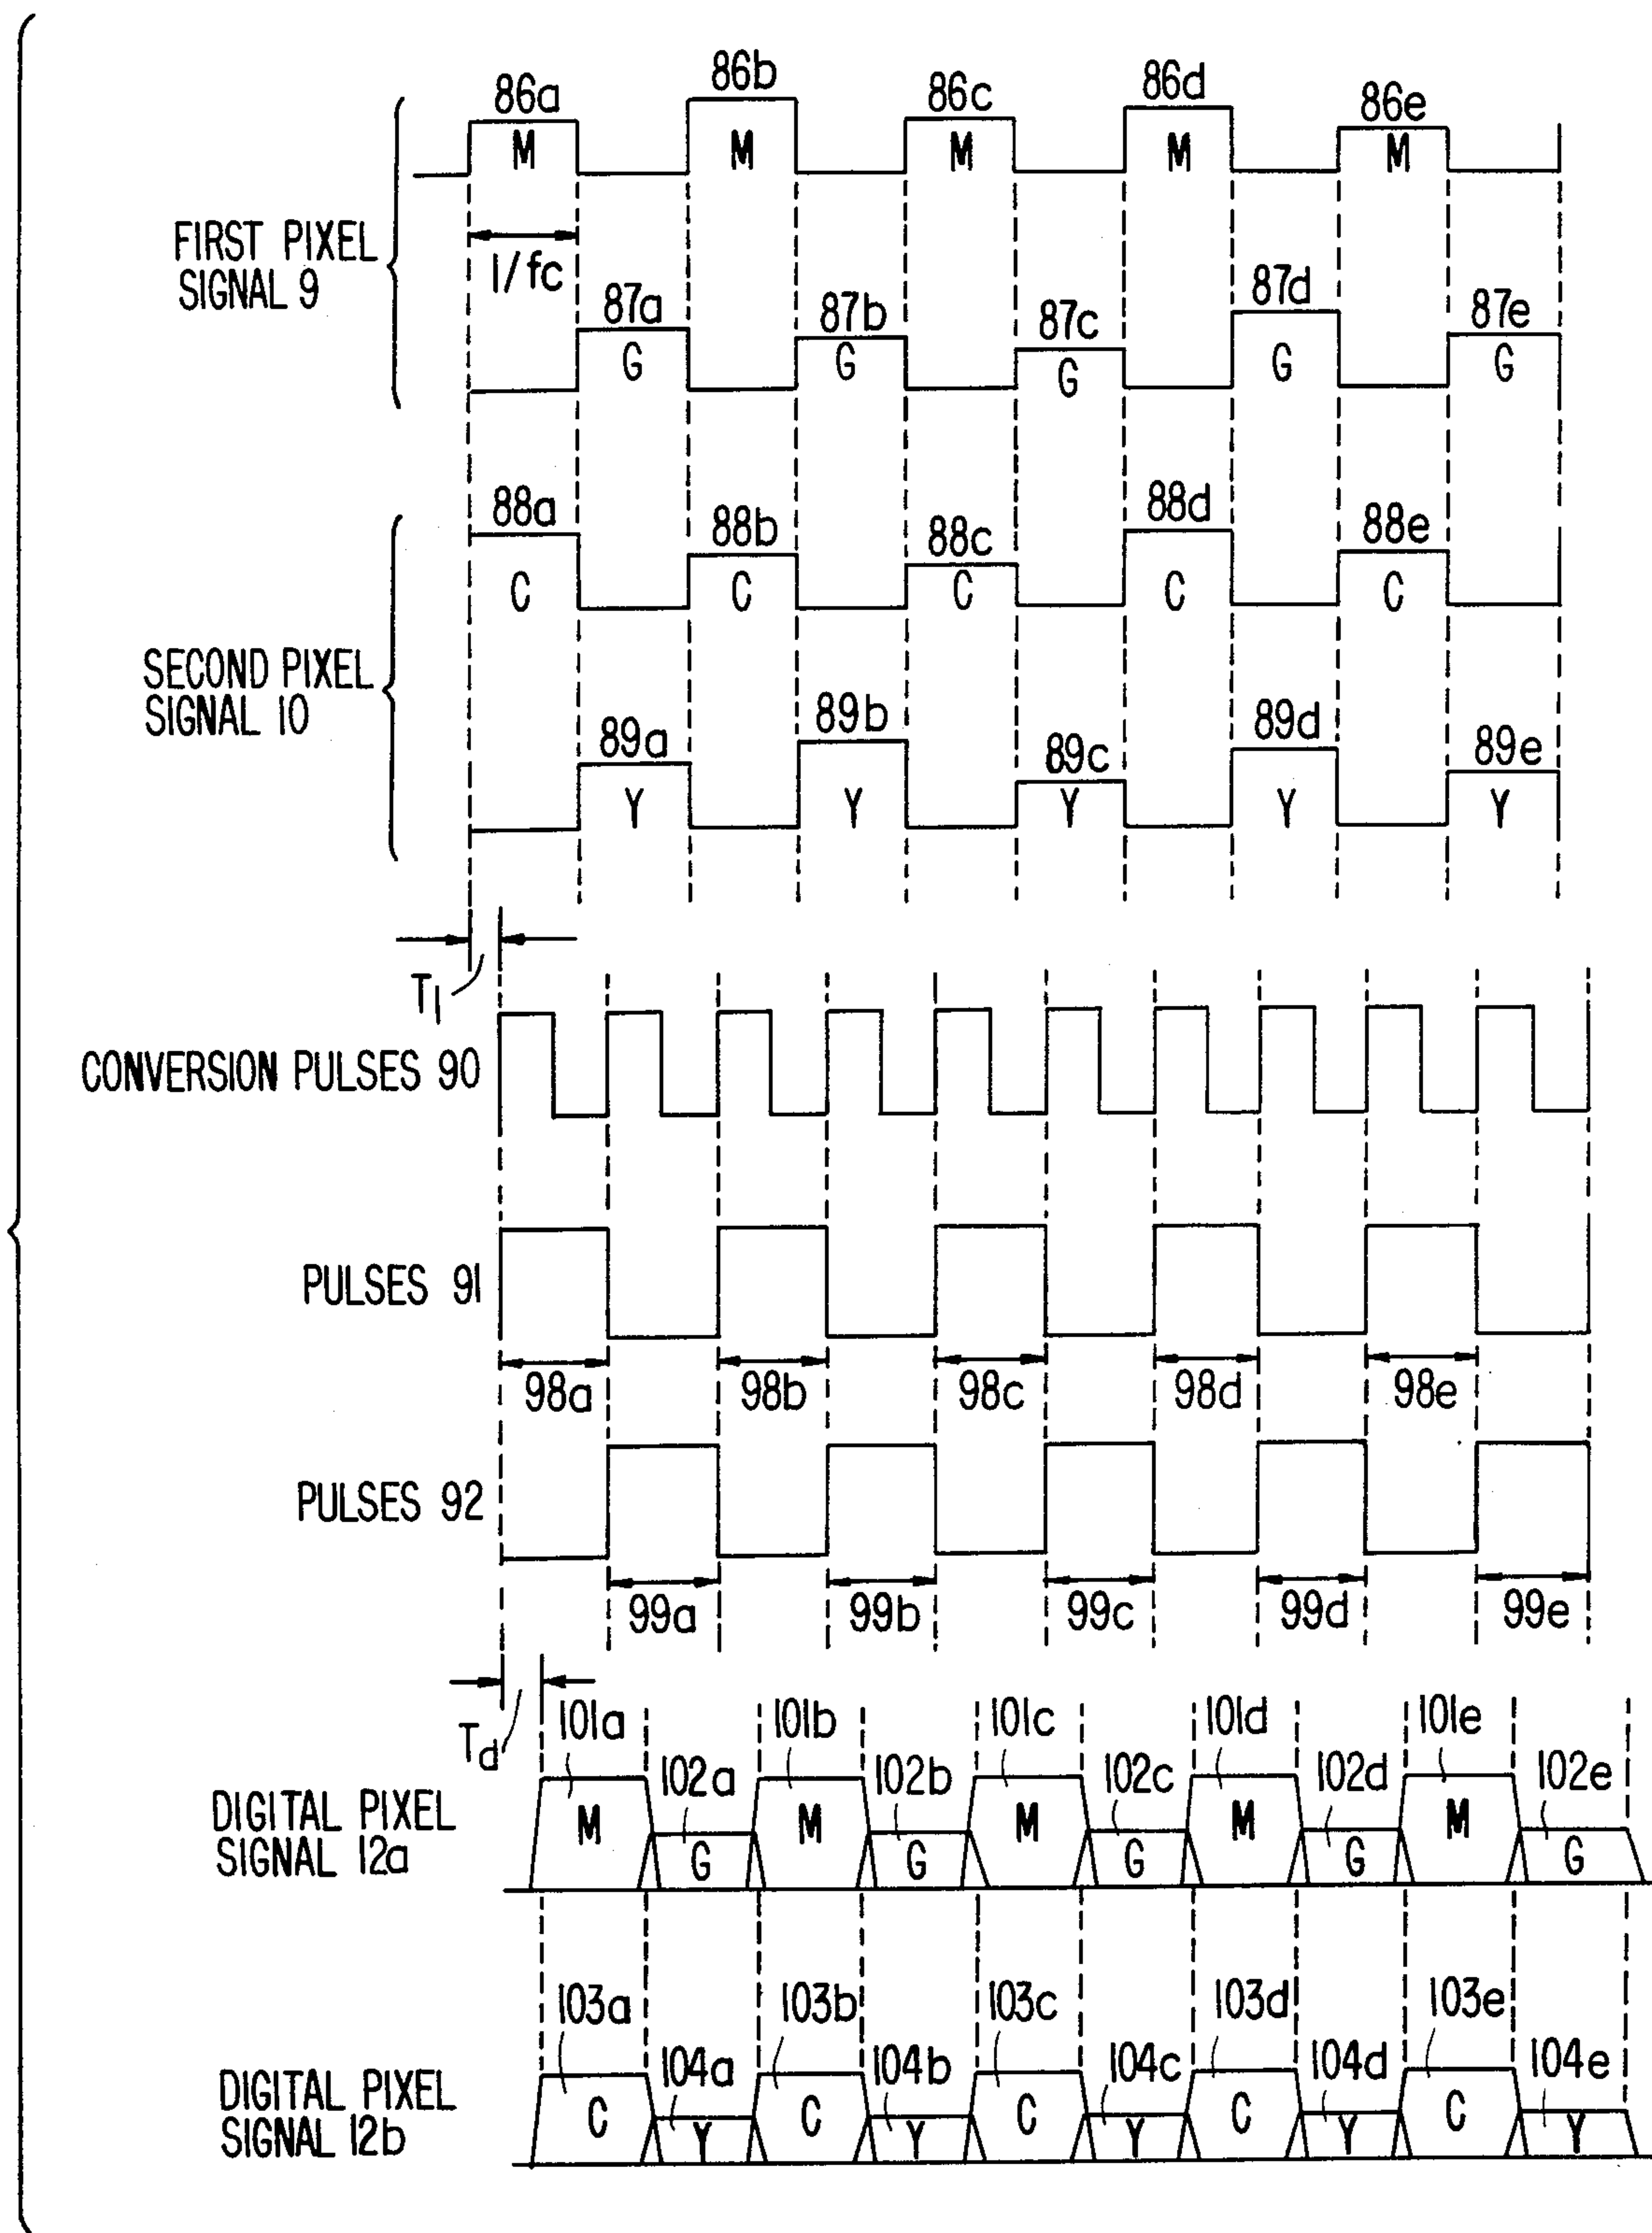 86a 86b 86c 86d 86e
M M M M M
FIRST PIXEL
SIGNAL 9
1/fc
87a 87b 87c 87d 87e
G G G G G
88a 88b 88c 88d 88e
C C C C C
SECOND PIXEL
SIGNAL 10
89a 89b 89c 89d 89e
Y Y Y Y Y
T1
CONVERSION PULSES 90
PULSES 91
98a 98b 98c 98d 98e
PULSES 92
99a 99b 99c 99d 99e
Td
101a 101b 101c 101d 101e
102a 102b 102c 102d 102e
DIGITAL PIXEL
SIGNAL 12a
M G M G M G M G M G
103a 103b 103c 103d 103e
104a 104b 104c 104d 104e
DIGITAL PIXEL
SIGNAL 12b
C Y C Y C Y C Y C Y